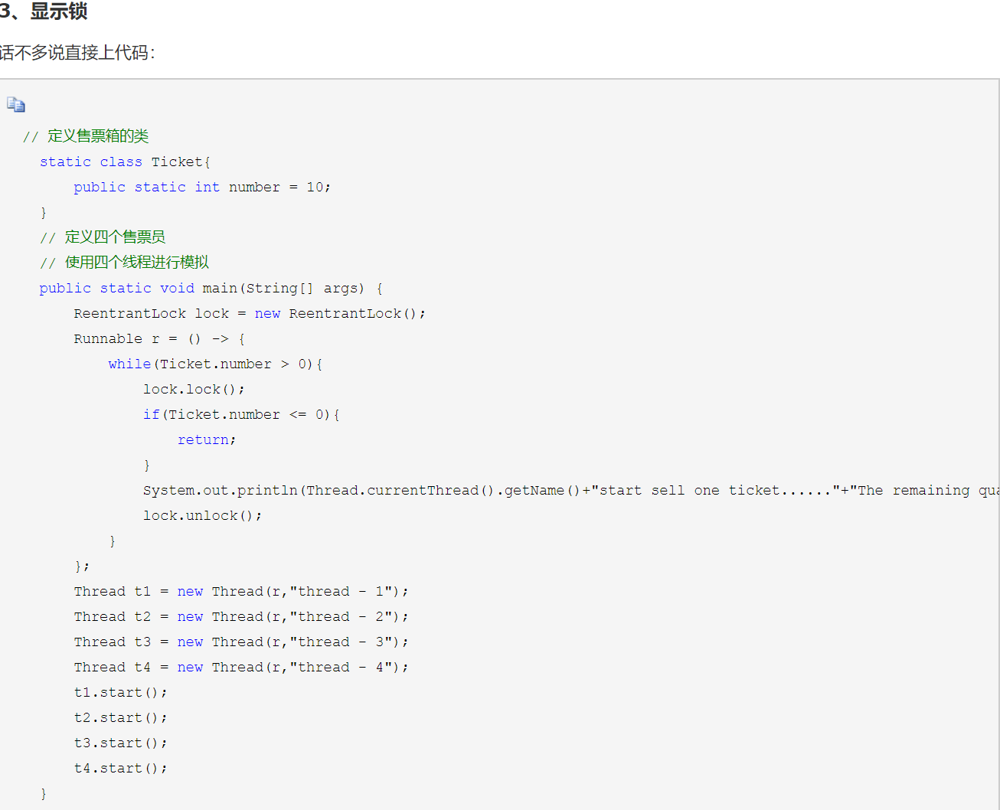 3、显示锁
话不多说直接上代码：
// 定义售票箱的类
static class Ticket{
public static int number = 10;
}
// 定义四个售票员
// 使用四个线程进行模拟
public static void main(String[] args) {
ReentrantLock lock = new ReentrantLock();
Runnable r = () -> {
while(Ticket.number > 0){
lock.lock();
if(Ticket.number <= 0){
return;
}
System.out.println(Thread.currentThread().getName()+"start sell one ticket......"+"The remaining
lock.unlock();
}
};
Thread t1 = new Thread(r,"thread - 1");
Thread t2 = new Thread(r,"thread - 2");
Thread t3 = new Thread(r,"thread - 3");
Thread t4 = new Thread(r,"thread - 4");
t1.start();
t2.start();
t3.start();
t4.start();
}